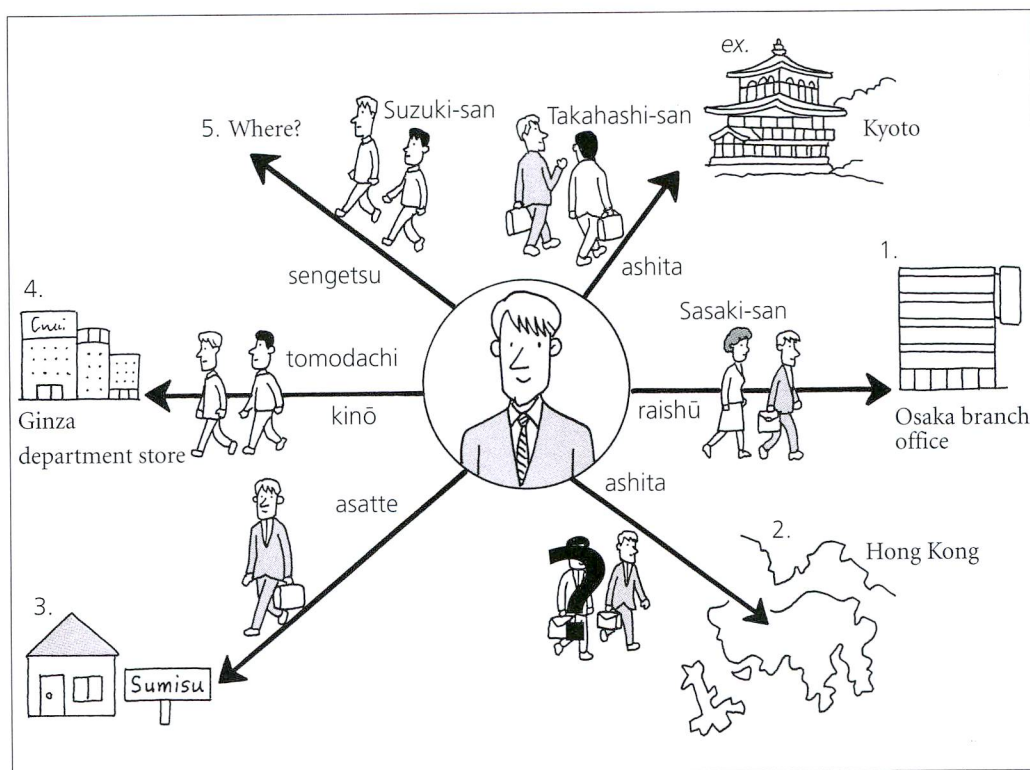 ex.
Kyoto
Takahashi-san
ashita
1.
Sasaki-san
raishū
Osaka branch
office
ashita
2.
Hong Kong
?
asatte
3.
Sumisu
4.
tomodachi
kinō
Ginza
department store
5. Where?
Suzuki-san
sengetsu